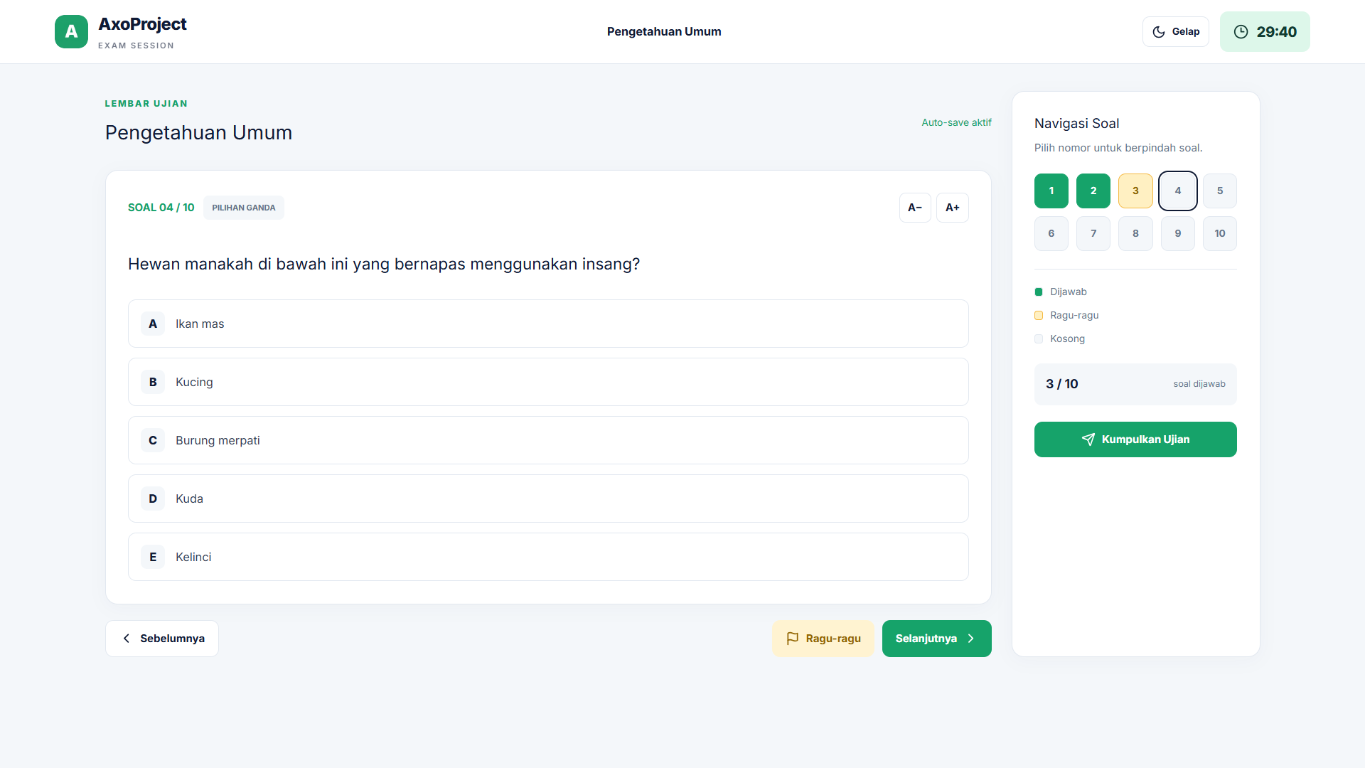 A
AxoProject
EXAM SESSION
Pengetahuan Umum
Gelap
29:40
LEMBAR UJIAN
Pengetahuan Umum
Auto-save aktif
SOAL 04 / 10
PILIHAN GANDA
A−
A+
Hewan manakah di bawah ini yang bernapas menggunakan insang?
A Ikan mas
B Kucing
C Burung merpati
D Kuda
E Kelinci
Sebelumnya
Ragu-ragu
Selanjutnya
Navigasi Soal
Pilih nomor untuk berpindah soal.
1 2 3 4 5
6 7 8 9 10
Dijawab
Ragu-ragu
Kosong
3 / 10 soal dijawab
Kumpulkan Ujian